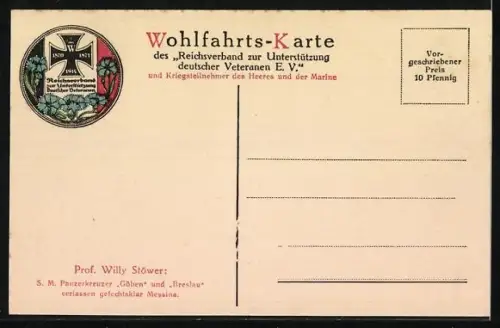 W
1870 1871
1914
Reichsverband
zur Unterstützung
Deutscher Veteranen
Wohlfahrts-Karte
des „Reichsverband zur Unterstützung
deutscher Veteranen E. V.“
und Kriegsteilnehmer des Heeres und der Marine
Vor-
geschriebener
Preis
10 Pfennig
Prof. Willy Stöwer:
S. M. Panzerkreuzer „Göben“ und „Breslau“
verlassen gefechtsklar Messina.